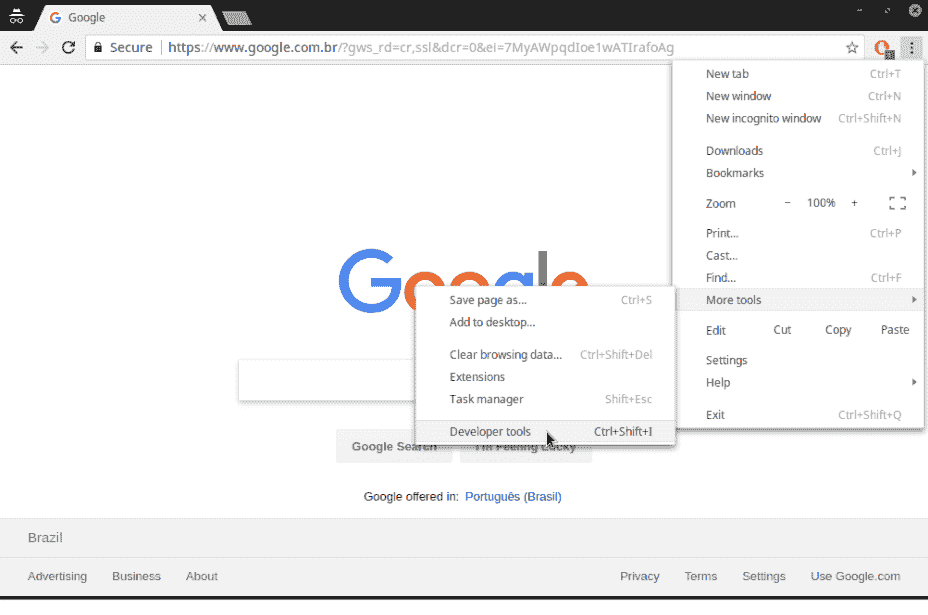 Google
Secure https://www.google.com.br/?gws_rd=cr,ssl&dcr=0&ei=7MyAWpqdIoe1wATIrafoAg
New tab Ctrl+T
New window Ctrl+N
New incognito window Ctrl+Shift+N
Downloads Ctrl+J
Bookmarks
Zoom − 100% +
Print... Ctrl+P
Cast...
Find... Ctrl+F
More tools
Edit Cut Copy Paste
Settings
Help
Exit Ctrl+Shift+Q
Google
Save page as... Ctrl+S
Add to desktop...
Clear browsing data... Ctrl+Shift+Del
Extensions
Task manager Shift+Esc
Developer tools Ctrl+Shift+I
Google Search I'm Feeling Lucky
Google offered in: Português (Brasil)
Brazil
Advertising Business About Privacy Terms Settings Use Google.com